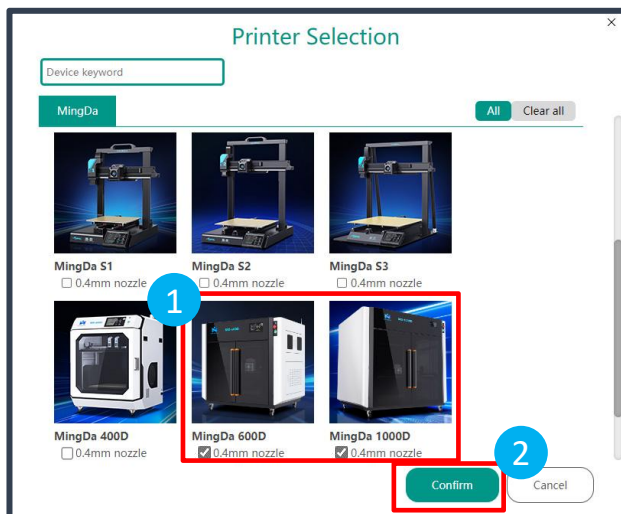 Printer Selection
×
Device keyword
MingDa
All
Clear all
MingDa S1
MingDa S2
MingDa S3
0.4mm nozzle
0.4mm nozzle
0.4mm nozzle
1
MingDa 400D
MingDa 600D
MingDa 1000D
0.4mm nozzle
0.4mm nozzle
0.4mm nozzle
2
Confirm
Cancel